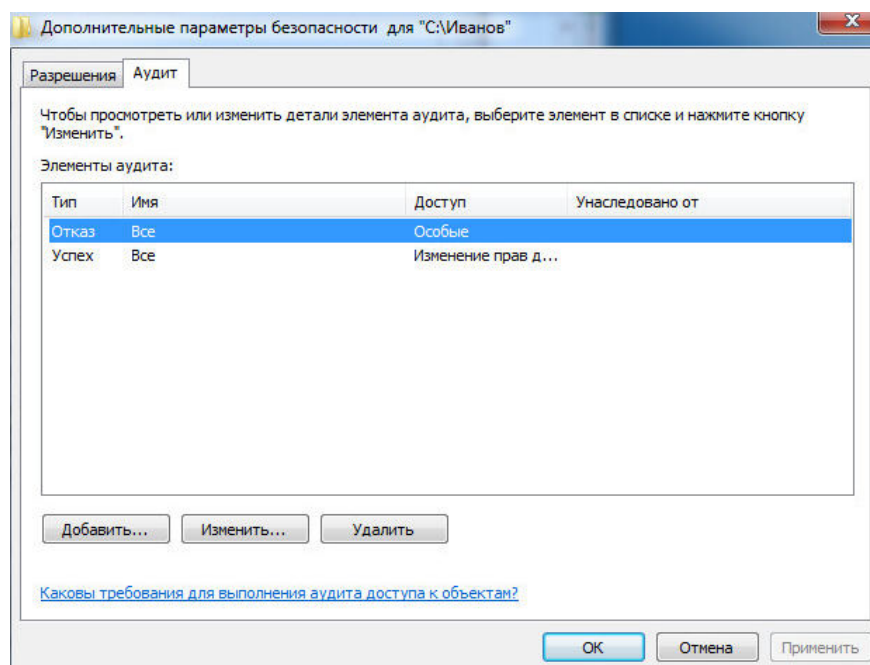 Дополнительные параметры безопасности для "C:\Иванов"
Разрешения Аудит
Чтобы просмотреть или изменить детали элемента аудита, выберите элемент в списке и нажмите кнопку
"Изменить".
Элементы аудита:
Тип Имя Доступ Унаследовано от
Отказ Все Особые
Успех Все Изменение прав д...
Добавить... Изменить... Удалить
Каковы требования для выполнения аудита доступа к объектам?
ОК Отмена Применить